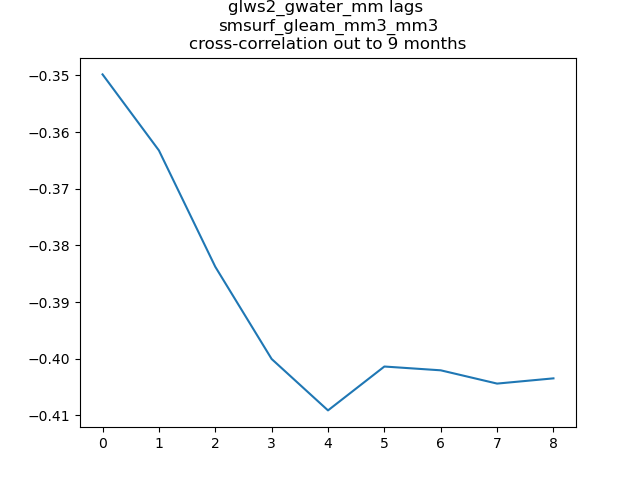 glws2_gwater_mm lags
smsurf_gleam_mm3_mm3
cross-correlation out to 9 months
−0.35
−0.36
−0.37
−0.38
−0.39
−0.40
−0.41
0 1 2 3 4 5 6 7 8